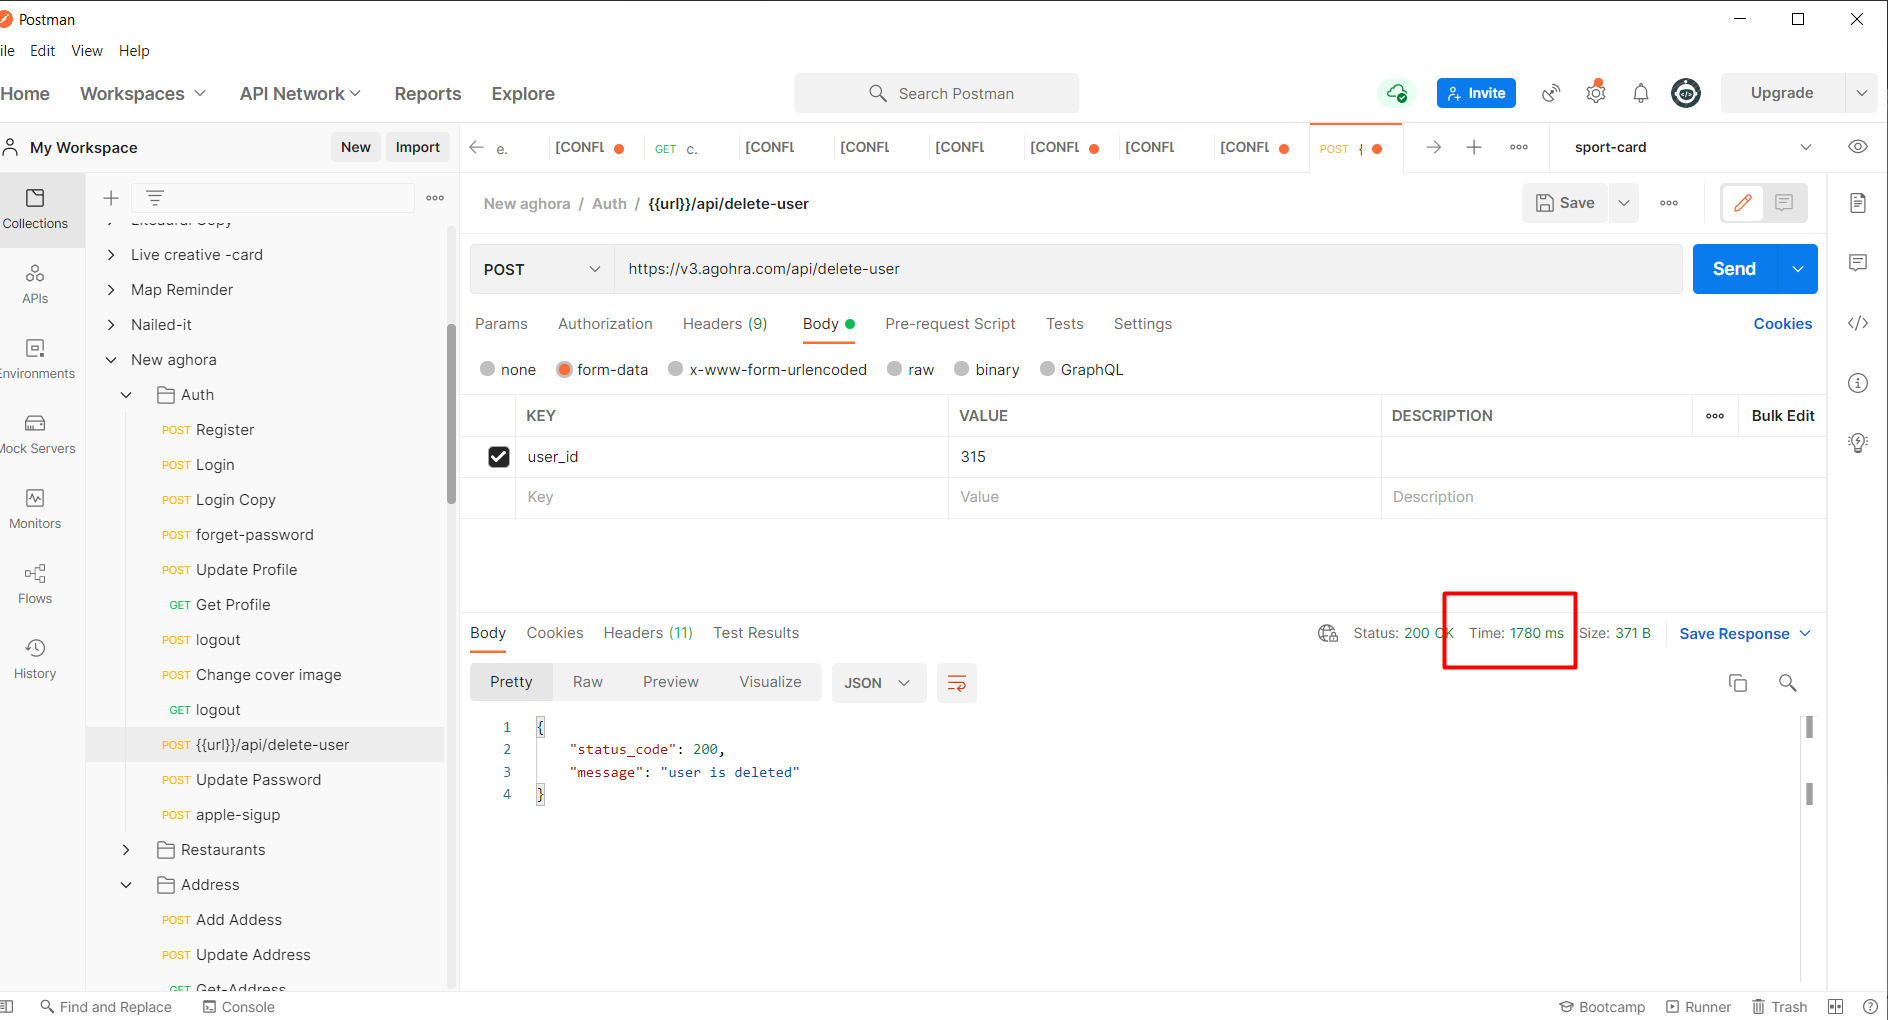 Postman
ile Edit View Help
Home Workspaces API Network Reports Explore Search Postman Invite Upgrade
My Workspace New Import e. [CONFL GET c. [CONFL [CONFL [CONFL [CONFL [CONFL [CONFL POST { sport-card
New aghora / Auth / {{url}}/api/delete-user Save
POST https://v3.agohra.com/api/delete-user Send
Params Authorization Headers (9) Body Pre-request Script Tests Settings Cookies
none form-data x-www-form-urlencoded raw binary GraphQL
KEY VALUE DESCRIPTION Bulk Edit
user_id 315
Key Value Description
Collections
APIs
Environments
Mock Servers
Monitors
Flows
History
Live creative -card
Map Reminder
Nailed-it
New aghora
Auth
POST Register
POST Login
POST Login Copy
POST forget-password
POST Update Profile
GET Get Profile
POST logout
POST Change cover image
GET logout
POST {{url}}/api/delete-user
POST Update Password
POST apple-sigup
Restaurants
Address
POST Add Addess
POST Update Address
GET Get-Address
Body Cookies Headers (11) Test Results Status: 200 OK Time: 1780 ms Size: 371 B Save Response
Pretty Raw Preview Visualize JSON
1 {
2 "status_code": 200,
3 "message": "user is deleted"
4 }
Find and Replace Console Bootcamp Runner Trash